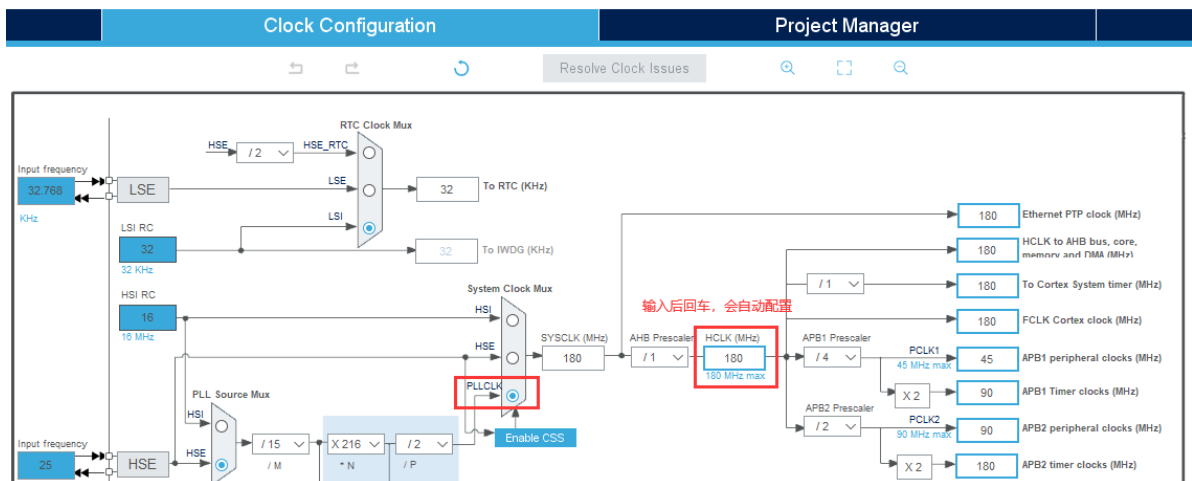 Clock Configuration
Project Manager
Resolve Clock Issues
RTC Clock Mux
HSE
/ 2
HSE_RTC
Input frequency
32.768
KHz
LSE
LSE
32
To RTC (KHz)
LSI
LSI RC
32
32 KHz
32
To IWDG (KHz)
180
Ethernet PTP clock (MHz)
180
HCLK to AHB bus, core,
memory and DMA (MHz)
/ 1
180
To Cortex System timer (MHz)
180
FCLK Cortex clock (MHz)
HSI RC
16
16 MHz
System Clock Mux
HSI
HSE
PLLCLK
SYSCLK (MHz)
180
AHB Prescaler
/ 1
输入后回车，会自动配置
HCLK (MHz)
180
180 MHz max
APB1 Prescaler
/ 4
PCLK1
45 MHz max
45
APB1 peripheral clocks (MHz)
X 2
90
APB1 Timer clocks (MHz)
APB2 Prescaler
/ 2
PCLK2
90 MHz max
90
APB2 peripheral clocks (MHz)
X 2
180
APB2 timer clocks (MHz)
Enable CSS
PLL Source Mux
HSI
HSE
Input frequency
25
HSE
/ 15
/ M
X 216
* N
/ 2
/ P